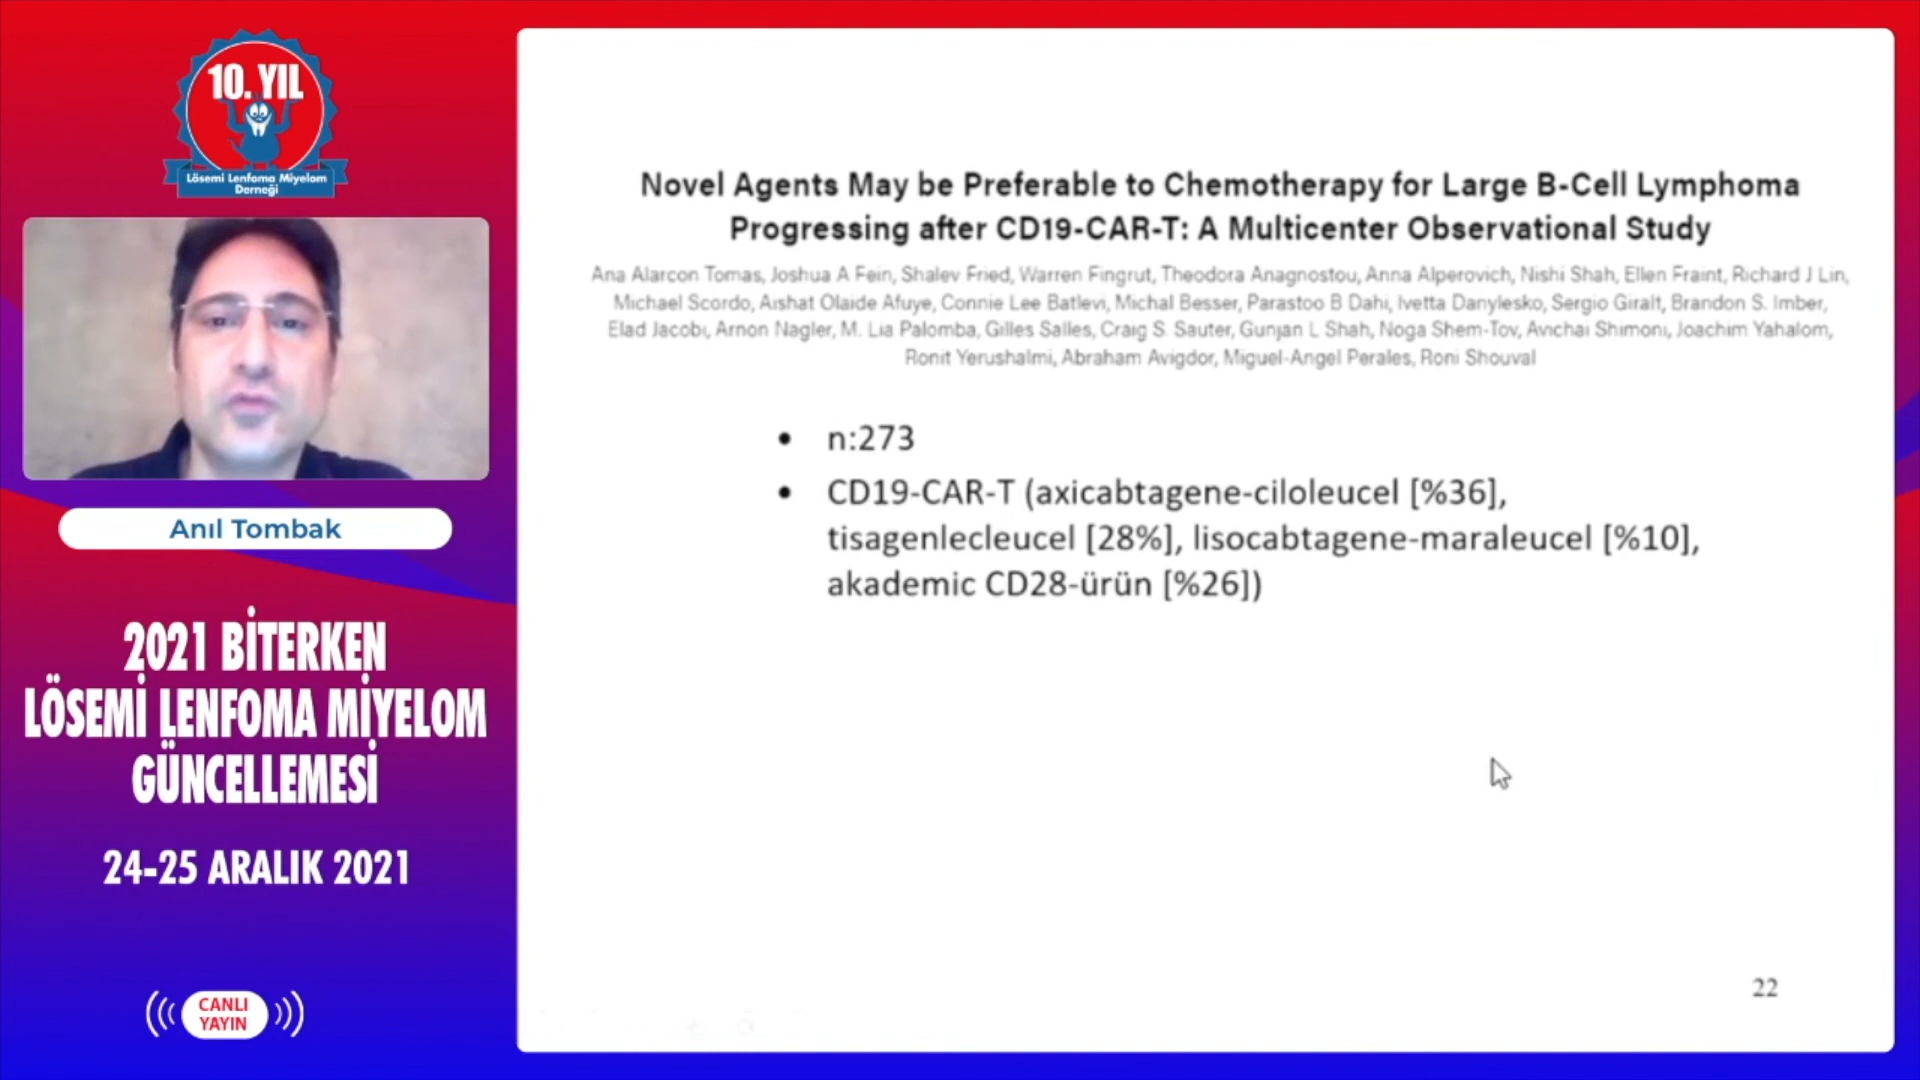 10. YIL
Lösemi Lenfoma Miyelom
Derneği
Anıl Tombak
2021 BİTERKEN
LÖSEMİ LENFOMA MİYELOM
GÜNCELLEMESİ
24-25 ARALIK 2021
CANLI
YAYIN
Novel Agents May be Preferable to Chemotherapy for Large B-Cell Lymphoma
Progressing after CD19-CAR-T: A Multicenter Observational Study
Ana Alarcon Tomas, Joshua A Fein, Shalev Fried, Warren Fingrut, Theodora Anagnostou, Anna Alperovich, Nishi Shah, Ellen Fraint, Richard J Lin,
Michael Scordo, Aishat Olaide Afuye, Connie Lee Batlevi, Michal Besser, Parastoo B Dahi, Ivetta Danylesko, Sergio Giralt, Brandon S. Imber,
Elad Jacobi, Arnon Nagler, M. Lia Palomba, Gilles Salles, Craig S. Sauter, Gunjan L Shah, Noga Shem-Tov, Avichai Shimoni, Joachim Yahalom,
Ronit Yerushalmi, Abraham Avigdor, Miguel-Angel Perales, Roni Shouval
• n:273
• CD19-CAR-T (axicabtagene-ciloleucel [%36],
tisagenlecleucel [28%], lisocabtagene-maraleucel [%10],
akademic CD28-ürün [%26])
22